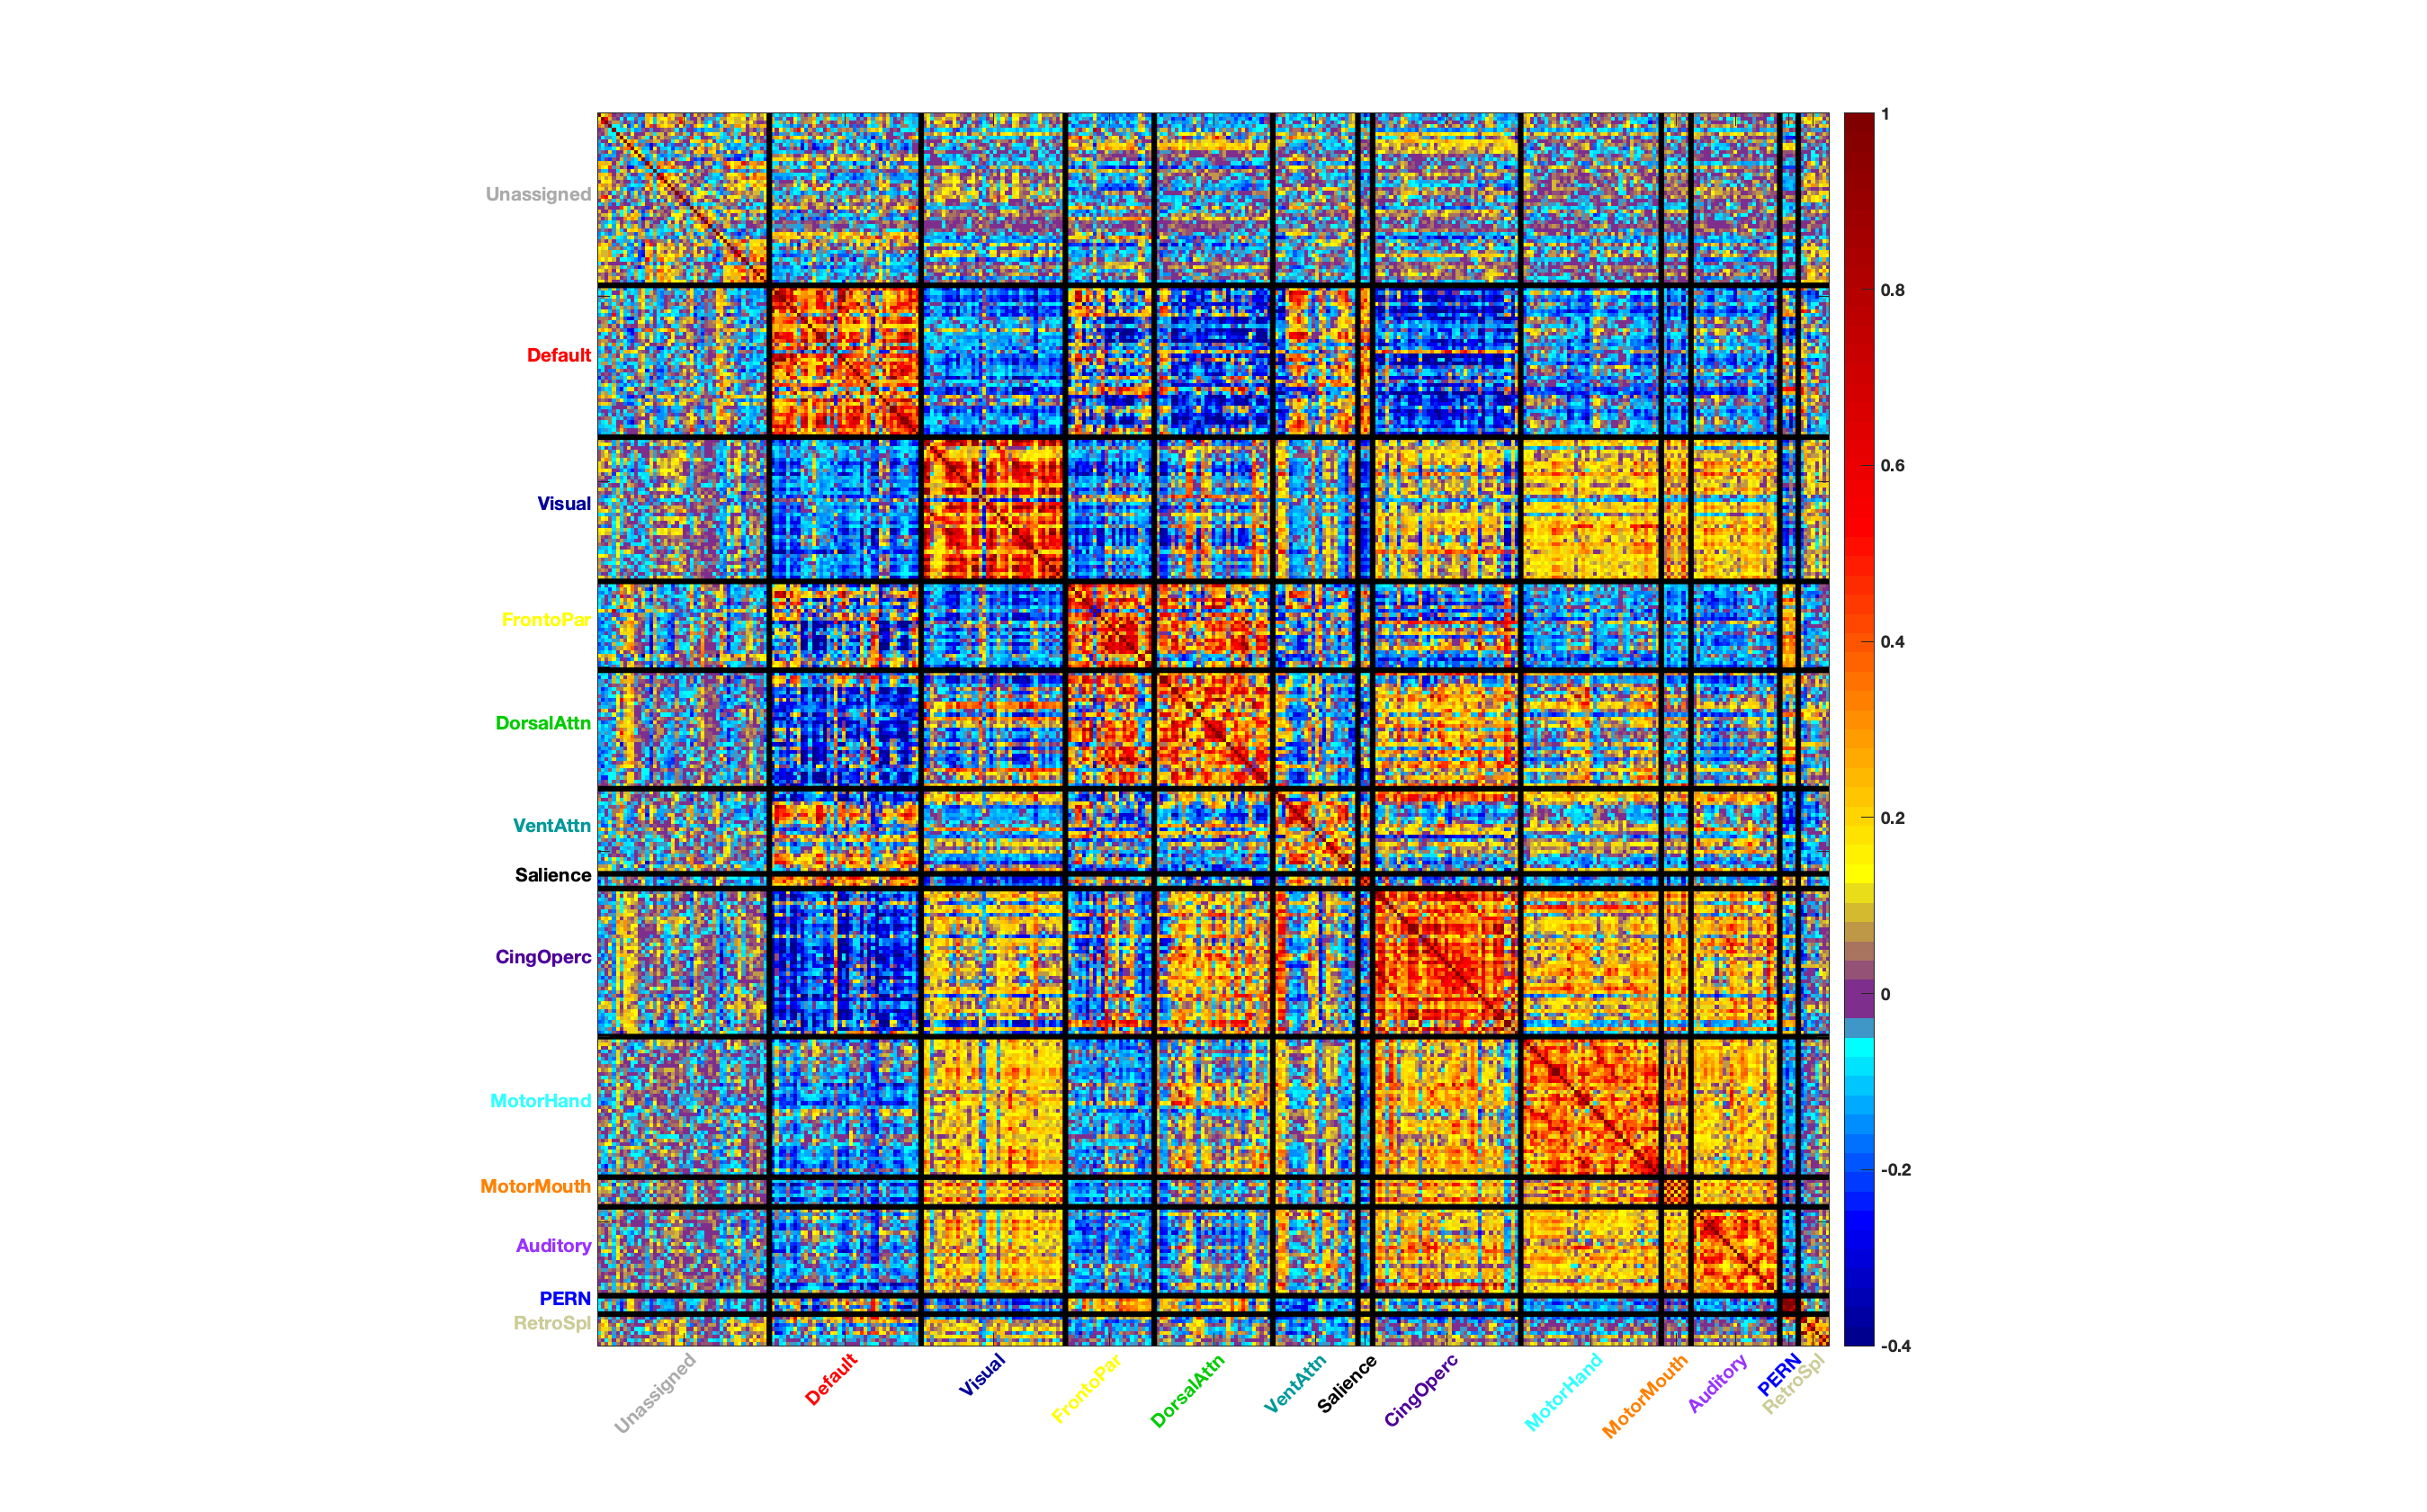 Unassigned
Default
Visual
FrontoPar
DorsalAttn
VentAttn
Salience
CingOperc
MotorHand
MotorMouth
Auditory
PERN
RetroSpl
Unassigned
Default
Visual
FrontoPar
DorsalAttn
VentAttn
Salience
CingOperc
MotorHand
MotorMouth
Auditory
PERN
RetroSpl
1
0.8
0.6
0.4
0.2
0
-0.2
-0.4